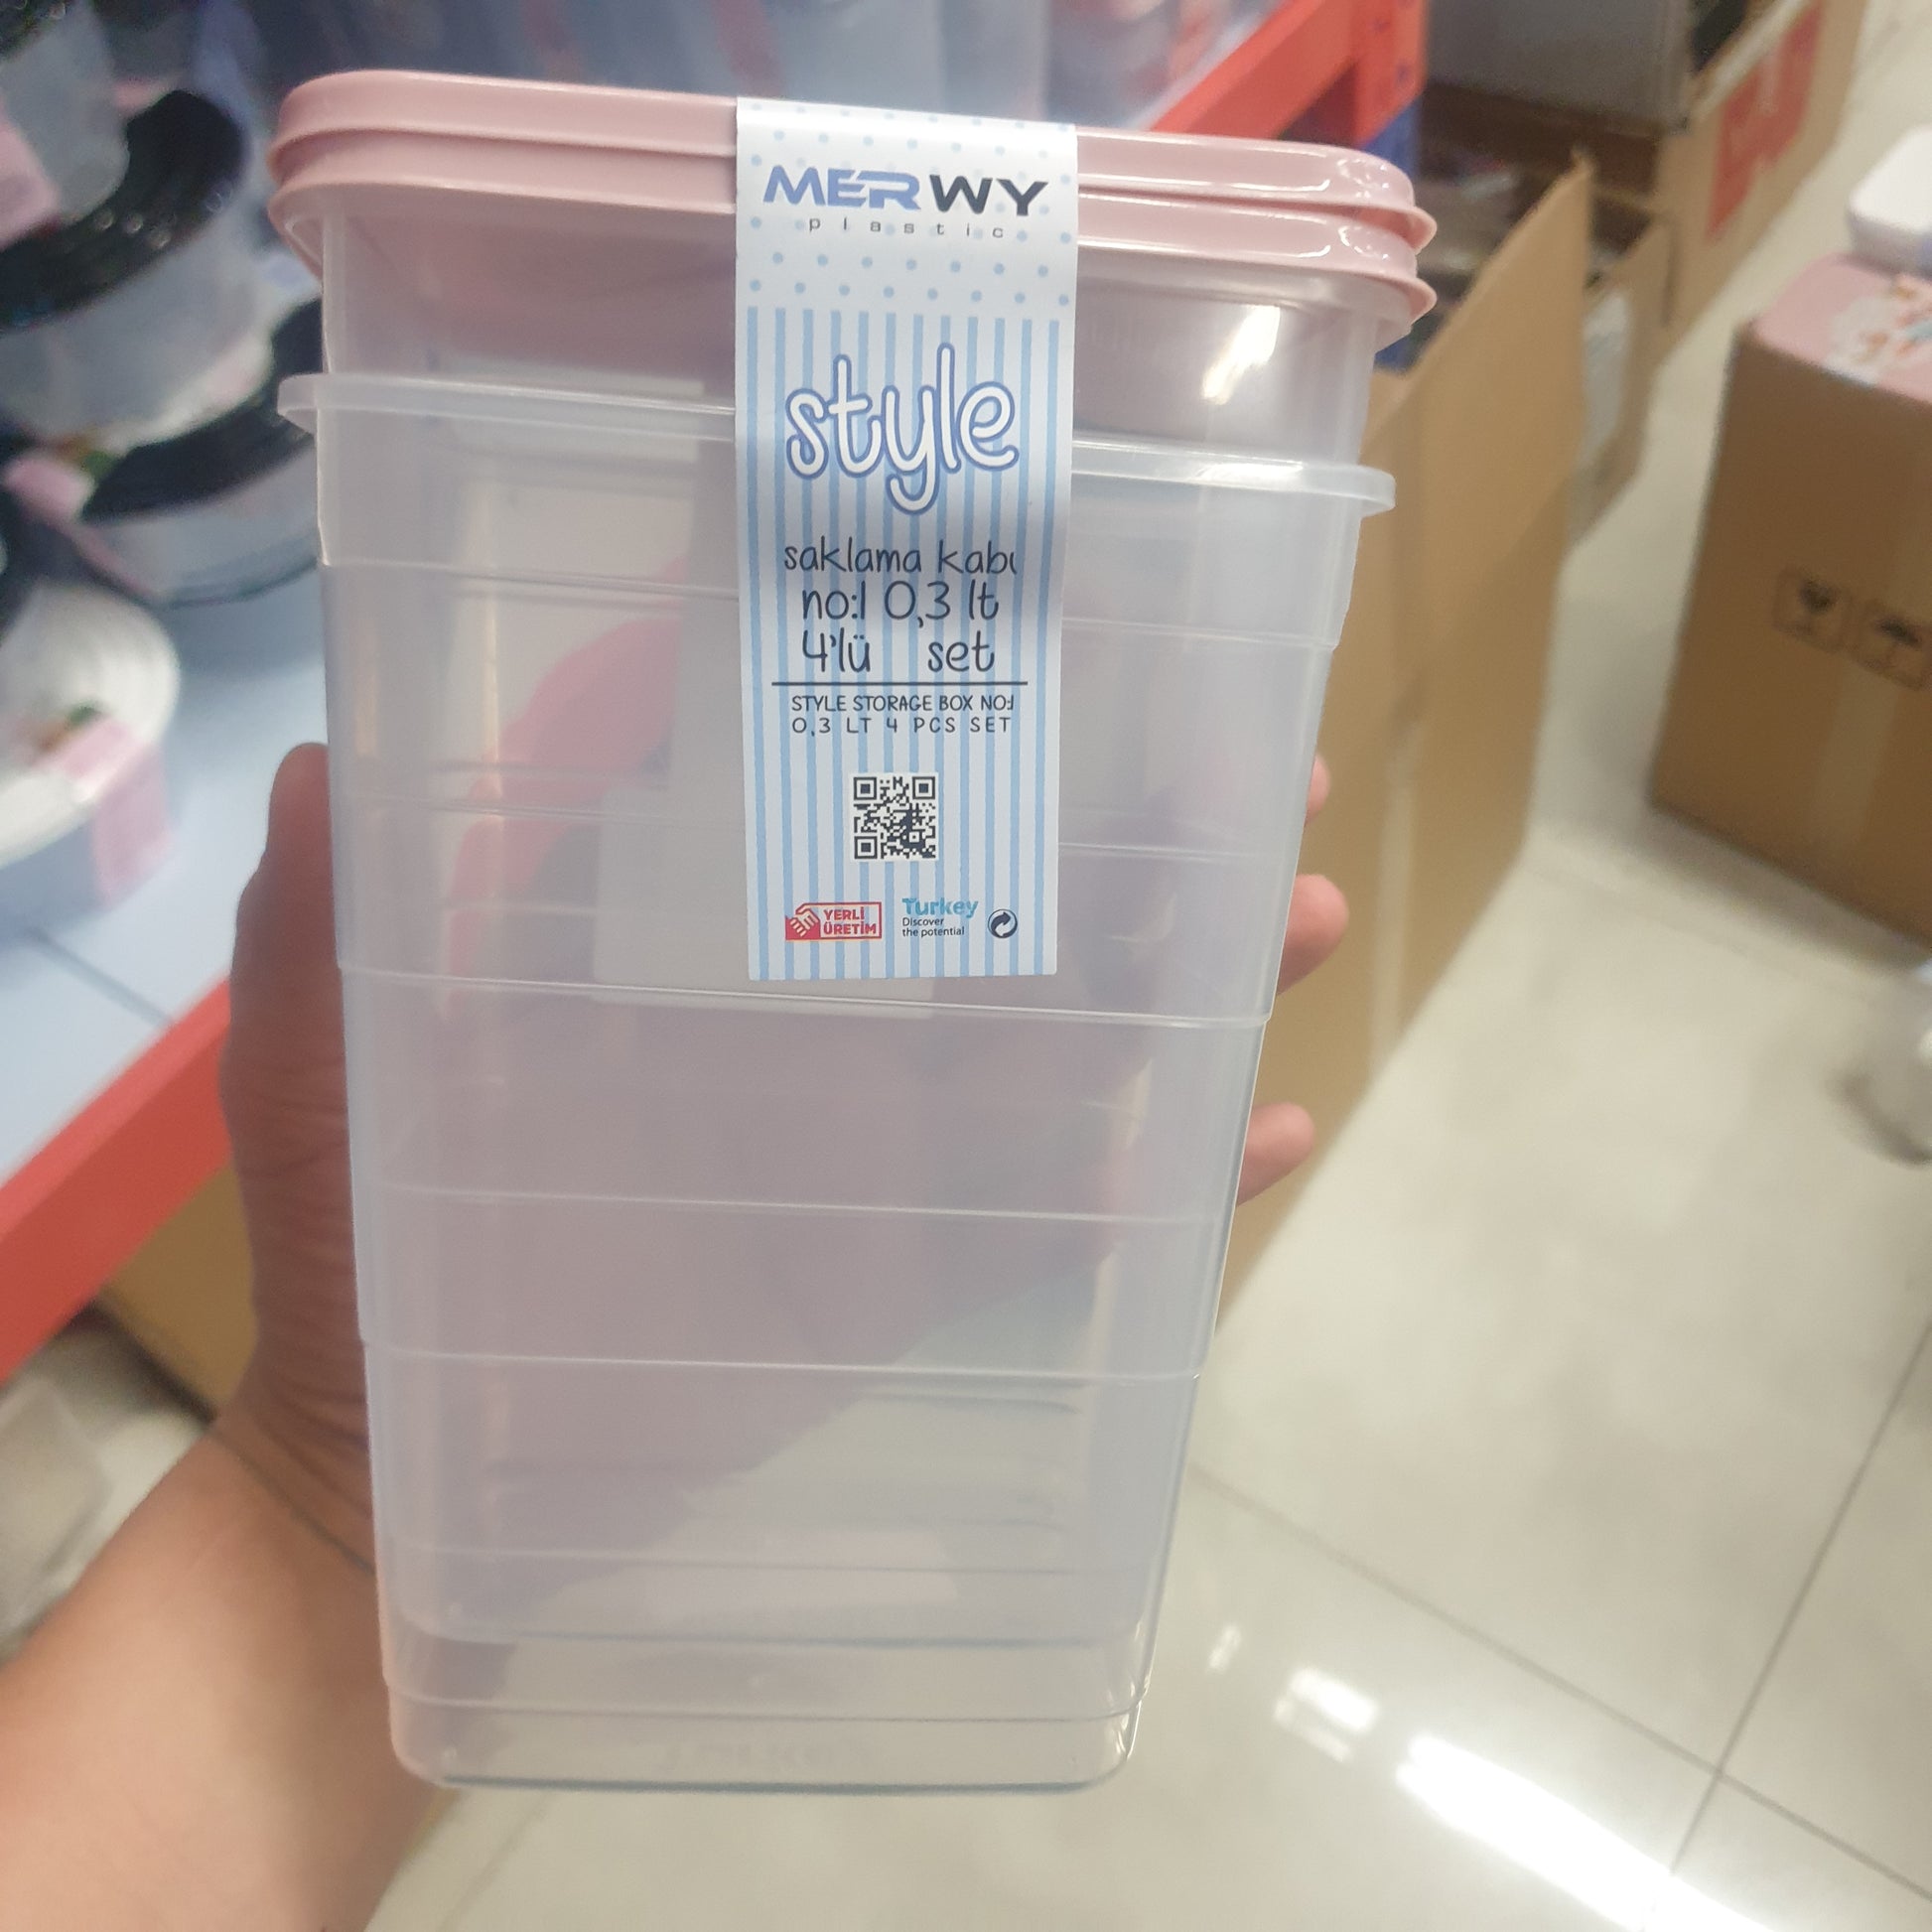 MERWY
plastic
style
saklama kabı
no:1 0,3 lt
4'lü set
STYLE STORAGE BOX NO:1
0,3 LT 4 PCS SET
YERLİ
ÜRETİM
Turkey
Discover
the potential